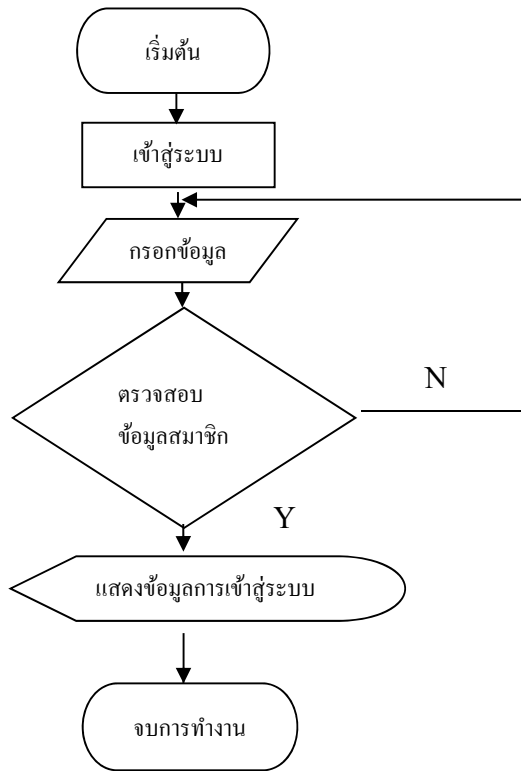 เริ่มต้น
เข้าสู่ระบบ
กรอกข้อมูล
ตรวจสอบ
ข้อมูลสมาชิก
N
Y
แสดงข้อมูลการเข้าสู่ระบบ
จบการทำงาน